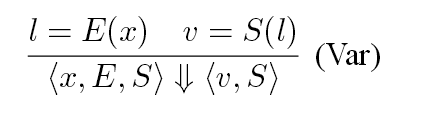 l = E(x) v = S(l)
⟨x, E, S⟩ ⇓ ⟨v, S⟩ (Var)